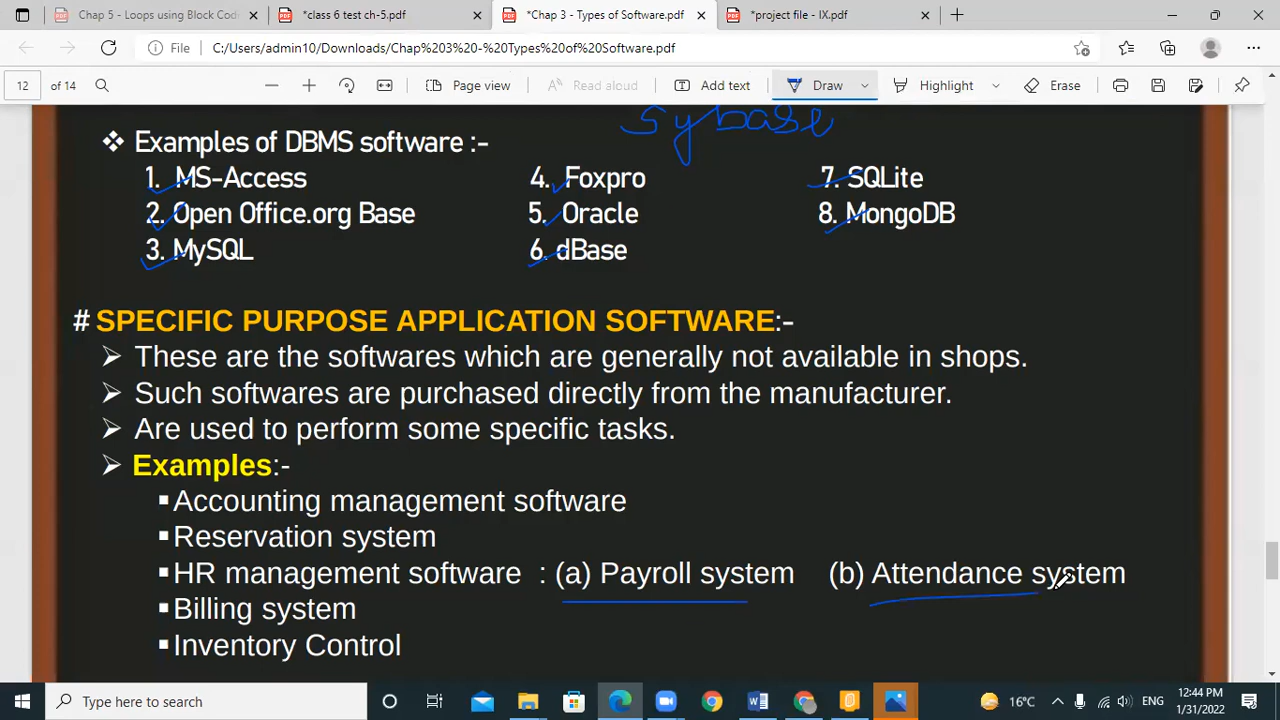 Chap 5 - Loops using Block Code
*class 6 test ch-5.pdf
*Chap 3 - Types of Software.pdf
*project file - IX.pdf
File C:/Users/admin10/Downloads/Chap%203%20-%20Types%20of%20Software.pdf
12 of 14 Page view Read aloud Add text Draw Highlight Erase
sybase
Examples of DBMS software :-
1. MS-Access 4. Foxpro 7. SQLite
2. Open Office.org Base 5. Oracle 8. MongoDB
3. MySQL 6. dBase
# SPECIFIC PURPOSE APPLICATION SOFTWARE:-
These are the softwares which are generally not available in shops.
Such softwares are purchased directly from the manufacturer.
Are used to perform some specific tasks.
Examples:-
Accounting management software
Reservation system
HR management software : (a) Payroll system (b) Attendance system
Billing system
Inventory Control
Type here to search 16°C ENG 12:44 PM
1/31/2022